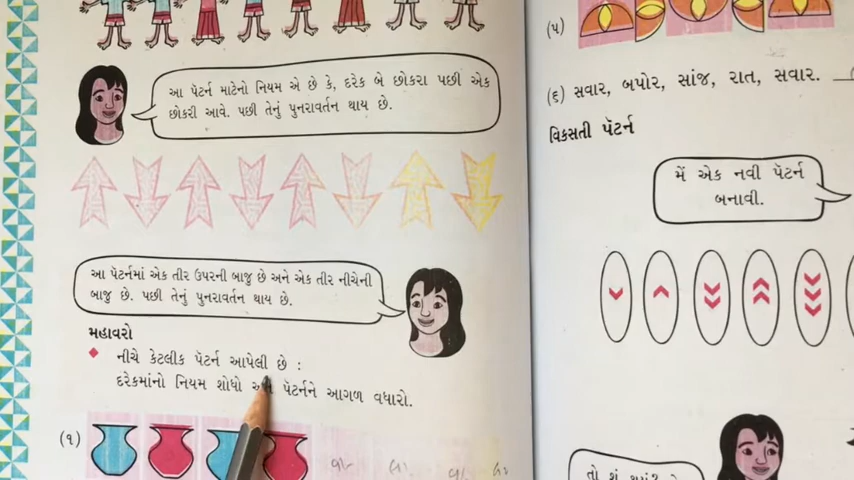 આ પૅટર્ન માટેનો નિયમ એ છે કે, દરેક બે છોકરા પછી એક
છોકરી આવે. પછી તેનું પુનરાવર્તન થાય છે.
આ પૅટર્નમાં એક તીર ઉપરની બાજુ છે અને એક તીર નીચેની
બાજુ છે. પછી તેનું પુનરાવર્તન થાય છે.
મહાવરો
નીચે કેટલીક પૅટર્ન આપેલી છે :
દરેકમાંનો નિયમ શોધો પૅટર્નને આગળ વધારો.
(૧)
(૫)
(૬) સવાર, બપોર, સાંજ, રાત, સવાર.
વિકસતી પૅટર્ન
મેં એક નવી પૅટર્ન
બનાવી.
તો શું